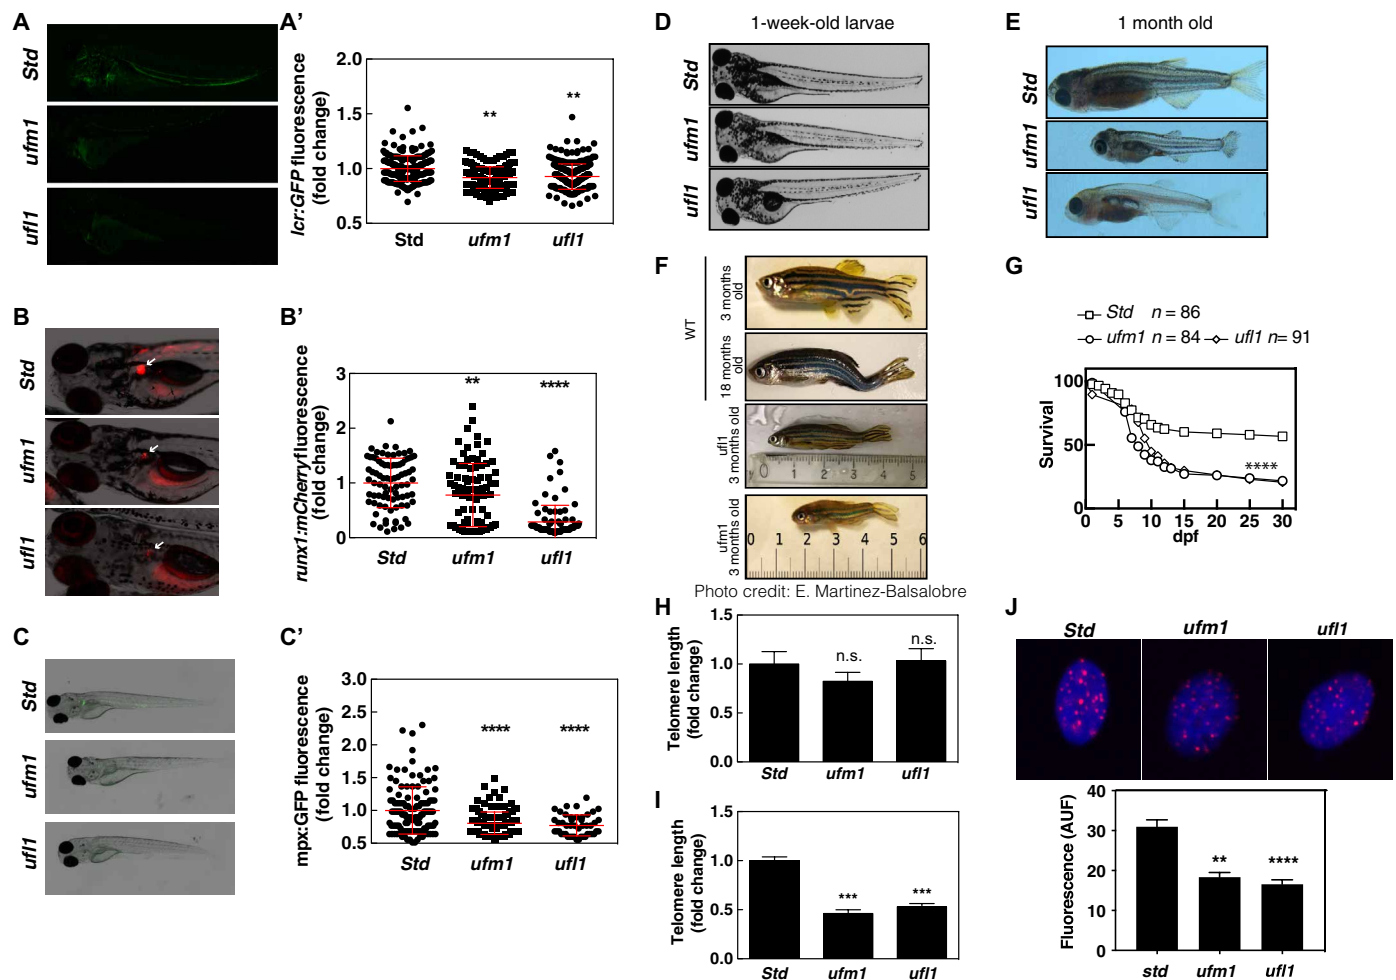 A
Std
ufm1
ufl1
A'
lcr:GFP fluorescence
(fold change)
2.0
1.5
1.0
0.5
**
**
Std
ufm1
ufl1
B
Std
ufm1
ufl1
B'
runx1:mCherry fluorescence
(fold change)
3
2
1
0
**
****
Std
ufm1
ufl1
C
Std
ufm1
ufl1
C'
mpx:GFP fluorescence
(fold change)
3.0
2.5
2.0
1.5
1.0
0.5
****
****
Std
ufm1
ufl1
D
1-week-old larvae
Std
ufm1
ufl1
E
1 month old
Std
ufm1
ufl1
F
WT
3 months
old
18 months
old
ufl1
3 months old
0 1 2 3 4 5
ufm1
3 months old
0 1 2 3 4 5 6
Photo credit: E. Martinez-Balsalobre
G
Std n = 86
ufm1 n = 84 ufl1 n= 91
Survival
100
50
0
****
0 5 10 15 20 25 30
dpf
H
Telomere length
(fold change)
1.5
1.0
0.5
0.0
n.s.
n.s.
Std
ufm1
ufl1
I
Telomere length
(fold change)
1.5
1.0
0.5
0.0
***
***
Std
ufm1
ufl1
J
Std
ufm1
ufl1
Fluorescence (AUF)
40
30
20
10
0
**
****
std
ufm1
ufl1